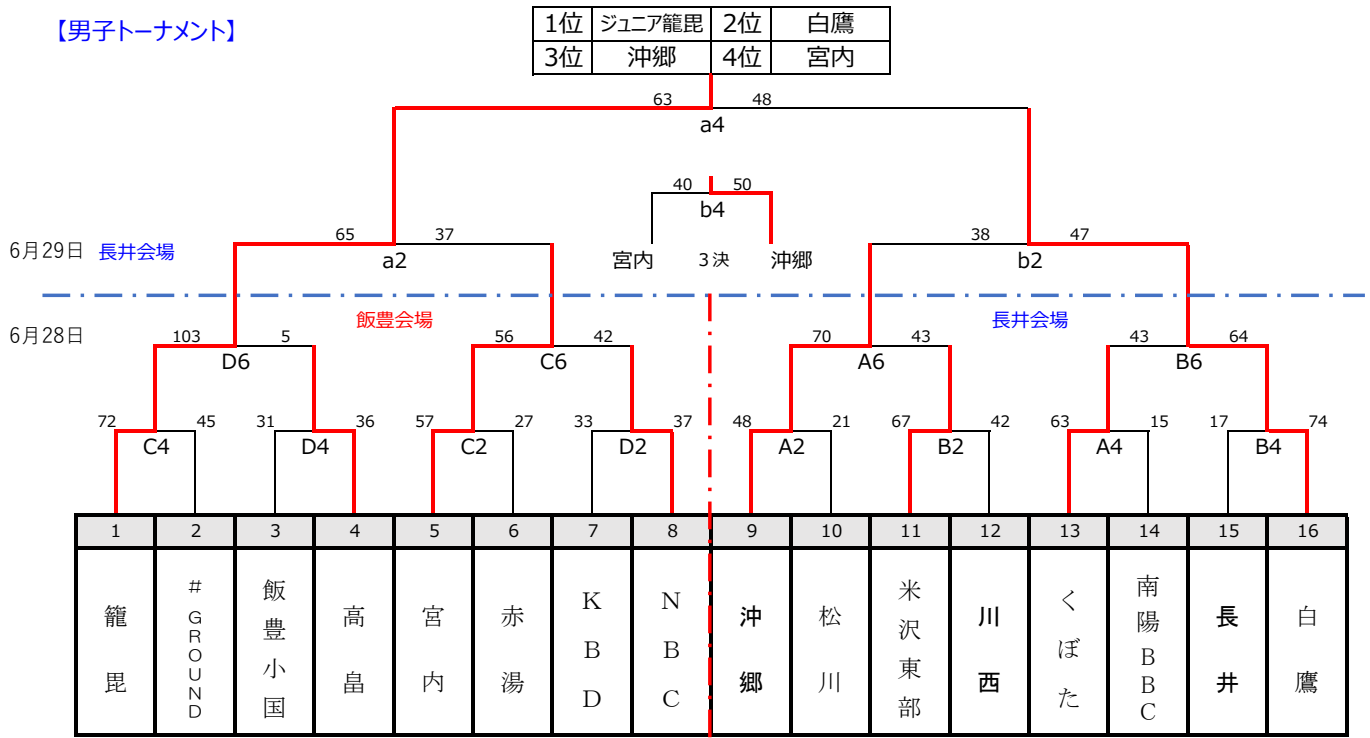 【男子トーナメント】
1位 ジュニア籠毘 2位 白鷹
3位 沖郷 4位 宮内
63 48
a4
40 50
b4
65 37
a2
宮内 3決 沖郷
38 47
b2
6月29日 長井会場
飯豊会場 長井会場
6月28日
103 5
D6
56 42
C6
70 43
A6
43 64
B6
72 45
C4
31 36
D4
57 27
C2
33 37
D2
48 21
A2
67 42
B2
63 15
A4
17 74
B4
1 2 3 4 5 6 7 8 9 10 11 12 13 14 15 16
籠毘
#GROUND
飯豊小国
高畠
宮内
赤湯
KBD
NBC
沖郷
松川
米沢東部
川西
くぼた
南陽BBC
長井
白鷹